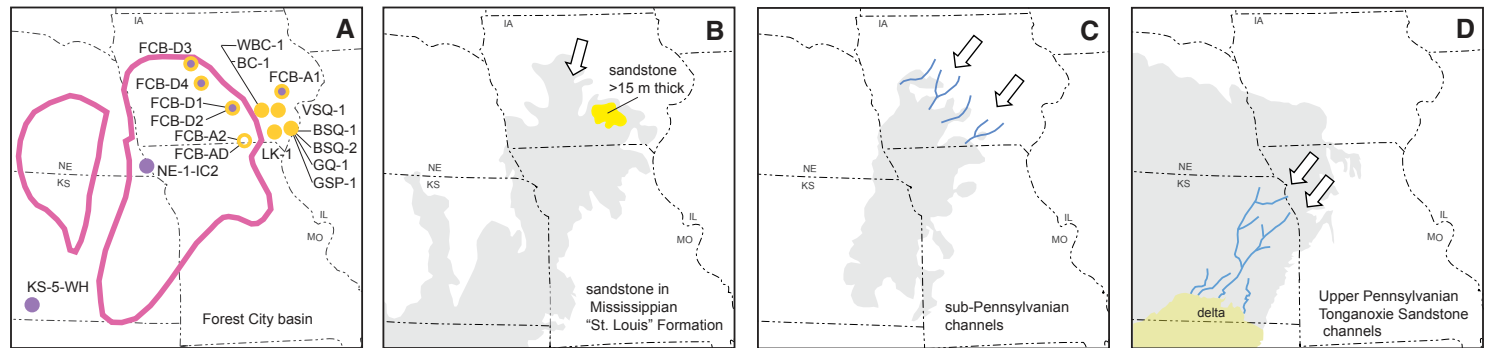 A
IA
FCB-D3
WBC-1
BC-1
FCB-A1
FCB-D4
FCB-D1
VSQ-1
FCB-D2
BSQ-1
FCB-A2
BSQ-2
FCB-AD
LK-1
GQ-1
NE-1-IC2
GSP-1
NE
KS
IL
MO
KS-5-WH
Forest City basin
B
IA
sandstone
>15 m thick
NE
KS
IL
MO
sandstone in
Mississippian
“St. Louis” Formation
C
IA
NE
KS
IL
MO
sub-Pennsylvanian
channels
D
IA
NE
KS
IL
MO
delta
Upper Pennsylvanian
Tonganoxie Sandstone
channels